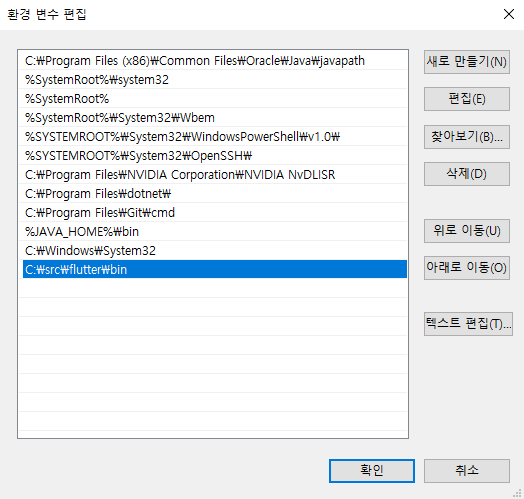 환경 변수 편집
C:₩Program Files (x86)₩Common Files₩Oracle₩Java₩javapath
%SystemRoot%₩system32
%SystemRoot%
%SystemRoot%₩System32₩Wbem
%SYSTEMROOT%₩System32₩WindowsPowerShell₩v1.0₩
%SYSTEMROOT%₩System32₩OpenSSH₩
C:₩Program Files₩NVIDIA Corporation₩NVIDIA NvDLISR
C:₩Program Files₩dotnet₩
C:₩Program Files₩Git₩cmd
%JAVA_HOME%₩bin
C:₩Windows₩System32
C:₩src₩flutter₩bin
새로 만들기(N)
편집(E)
찾아보기(B)...
삭제(D)
위로 이동(U)
아래로 이동(O)
텍스트 편집(T)...
확인
취소